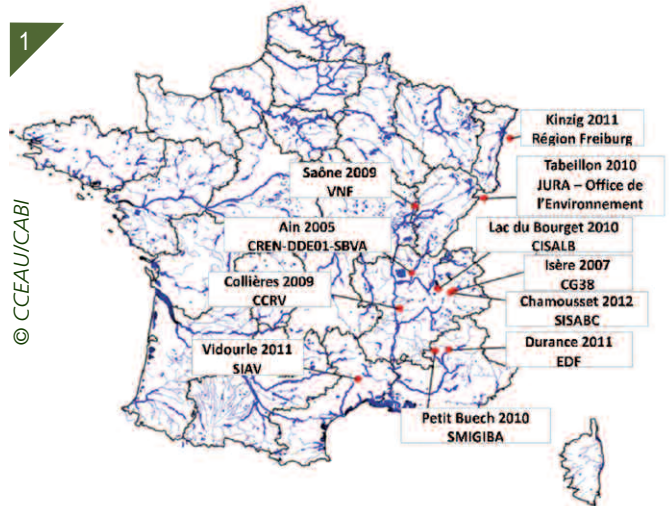 1
© CCEAU/CABI
Kinzig 2011
Région Freiburg
Saône 2009
VNF
Tabeillon 2010
JURA – Office de
l'Environnement
Ain 2005
CREN-DDE01-SBVA
Lac du Bourget 2010
CISALB
Isère 2007
CG38
Collières 2009
CCRV
Chamousset 2012
SISABC
Durance 2011
EDF
Vidourle 2011
SIAV
Petit Buech 2010
SMIGIBA